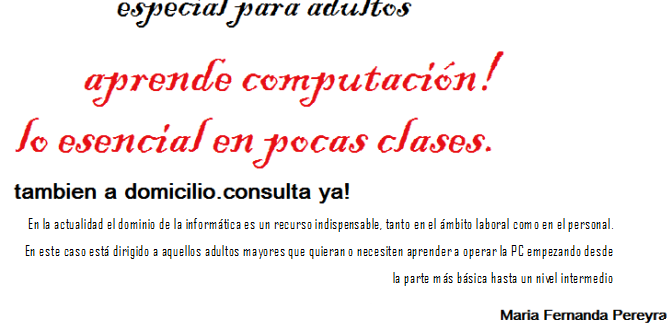 especial para adultos
aprende computación!
lo esencial en pocas clases.
tambien a domicilio.consulta ya!
En la actualidad el dominio de la informática es un recurso indispensable, tanto en el ámbito laboral como en el personal.
En este caso está dirigido a aquellos adultos mayores que quieran o necesiten aprender a operar la PC empezando desde
la parte más básica hasta un nivel intermedio
Maria Fernanda Pereyra